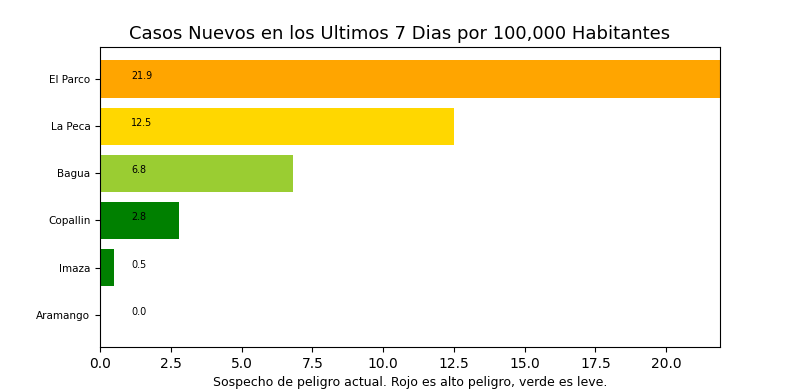 Casos Nuevos en los Ultimos 7 Dias por 100,000 Habitantes
El Parco 21.9
La Peca 12.5
Bagua 6.8
Copallin 2.8
Imaza 0.5
Aramango 0.0
0.0 2.5 5.0 7.5 10.0 12.5 15.0 17.5 20.0
Sospecho de peligro actual. Rojo es alto peligro, verde es leve.